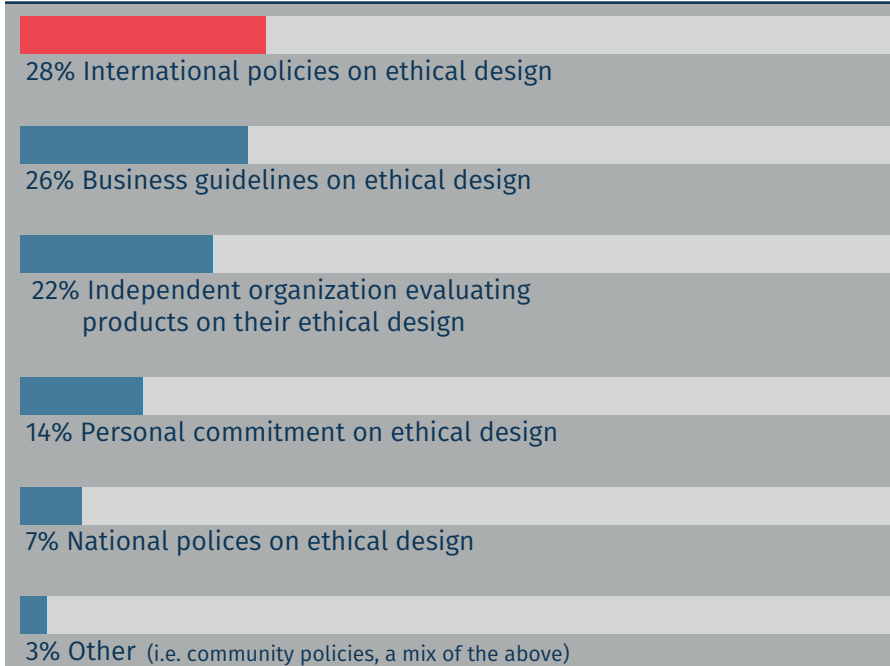 28% International policies on ethical design
26% Business guidelines on ethical design
22% Independent organization evaluating
products on their ethical design
14% Personal commitment on ethical design
7% National polices on ethical design
3% Other (i.e. community policies, a mix of the above)